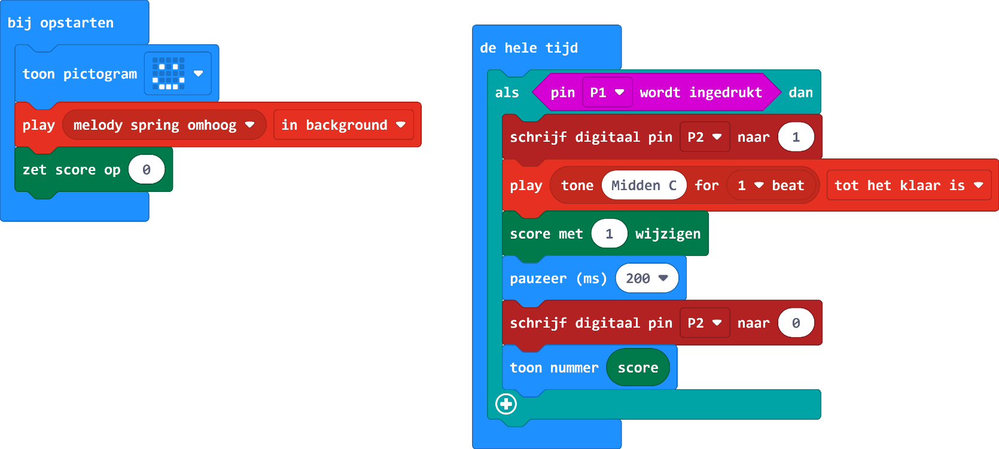 bij opstarten
toon pictogram
play melody spring omhoog in background
zet score op 0
de hele tijd
als pin P1 wordt ingedrukt dan
schrijf digitaal pin P2 naar 1
play tone Midden C for 1 beat tot het klaar is
score met 1 wijzigen
pauzeer (ms) 200
schrijf digitaal pin P2 naar 0
toon nummer score